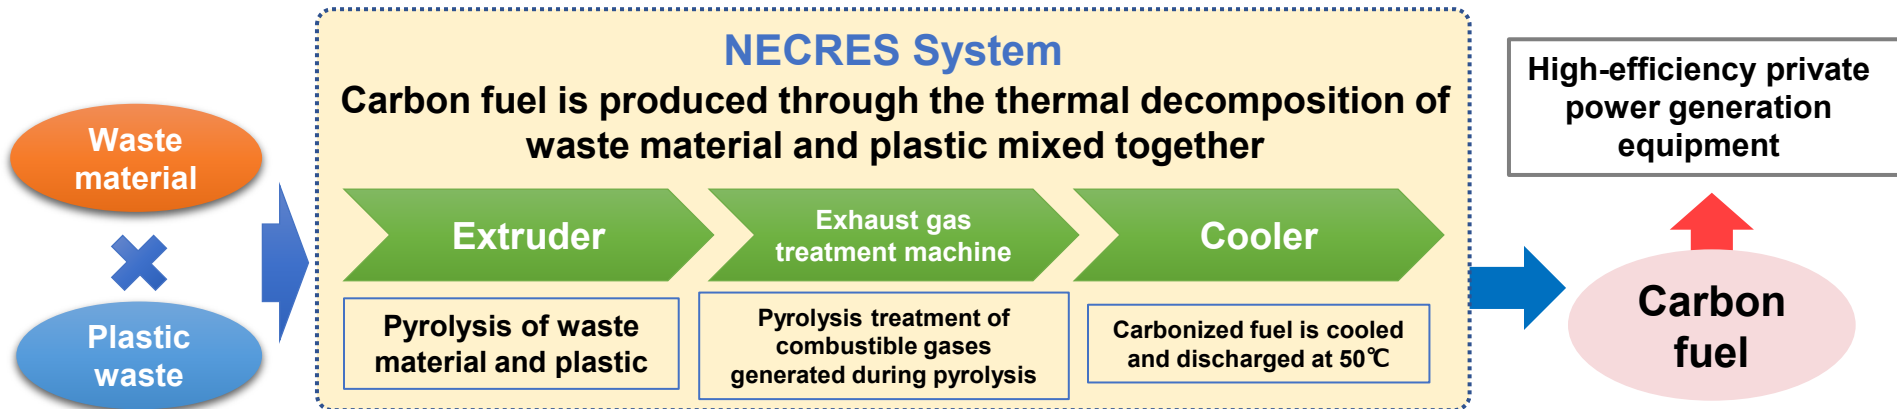 Waste
material
Plastic
waste
NECRES System
Carbon fuel is produced through the thermal decomposition of
waste material and plastic mixed together
Extruder
Exhaust gas
treatment machine
Cooler
Pyrolysis of waste
material and plastic
Pyrolysis treatment of
combustible gases
generated during pyrolysis
Carbonized fuel is cooled
and discharged at 50℃
High-efficiency private
power generation
equipment
Carbon
fuel